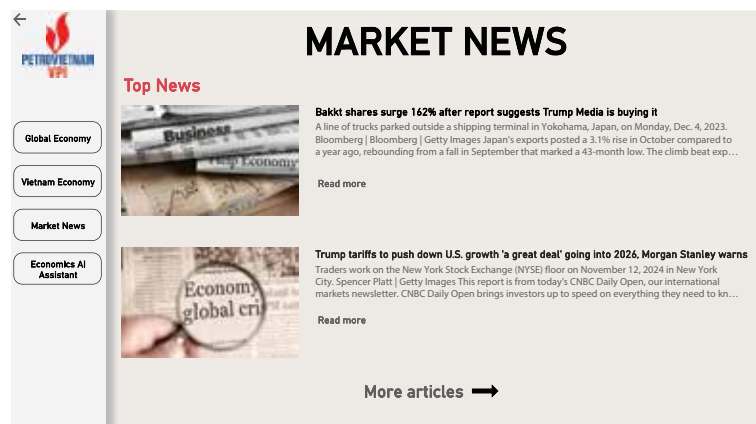 MARKET NEWS
PETROVIETNAM
VPI
Top News
Global Economy
Vietnam Economy
Market News
Economics AI
Assistant
Business
Help Economy
Bakkt shares surge 162% after report suggests Trump Media is buying it
A line of trucks parked outside a shipping terminal in Yokohama, Japan, on Monday, Dec. 4, 2023.
Bloomberg | Bloomberg | Getty Images Japan's exports posted a 3.1% rise in October compared to
a year ago, rebounding from a fall in September that marked a 43-month low. The climb beat exp...
Read more
Economy
global cri
Trump tariffs to push down U.S. growth 'a great deal' going into 2026, Morgan Stanley warns
Traders work on the New York Stock Exchange (NYSE) floor on November 12, 2024 in New York
City. Spencer Platt | Getty Images This report is from today's CNBC Daily Open, our international
markets newsletter. CNBC Daily Open brings investors up to speed on everything they need to kn...
Read more
More articles